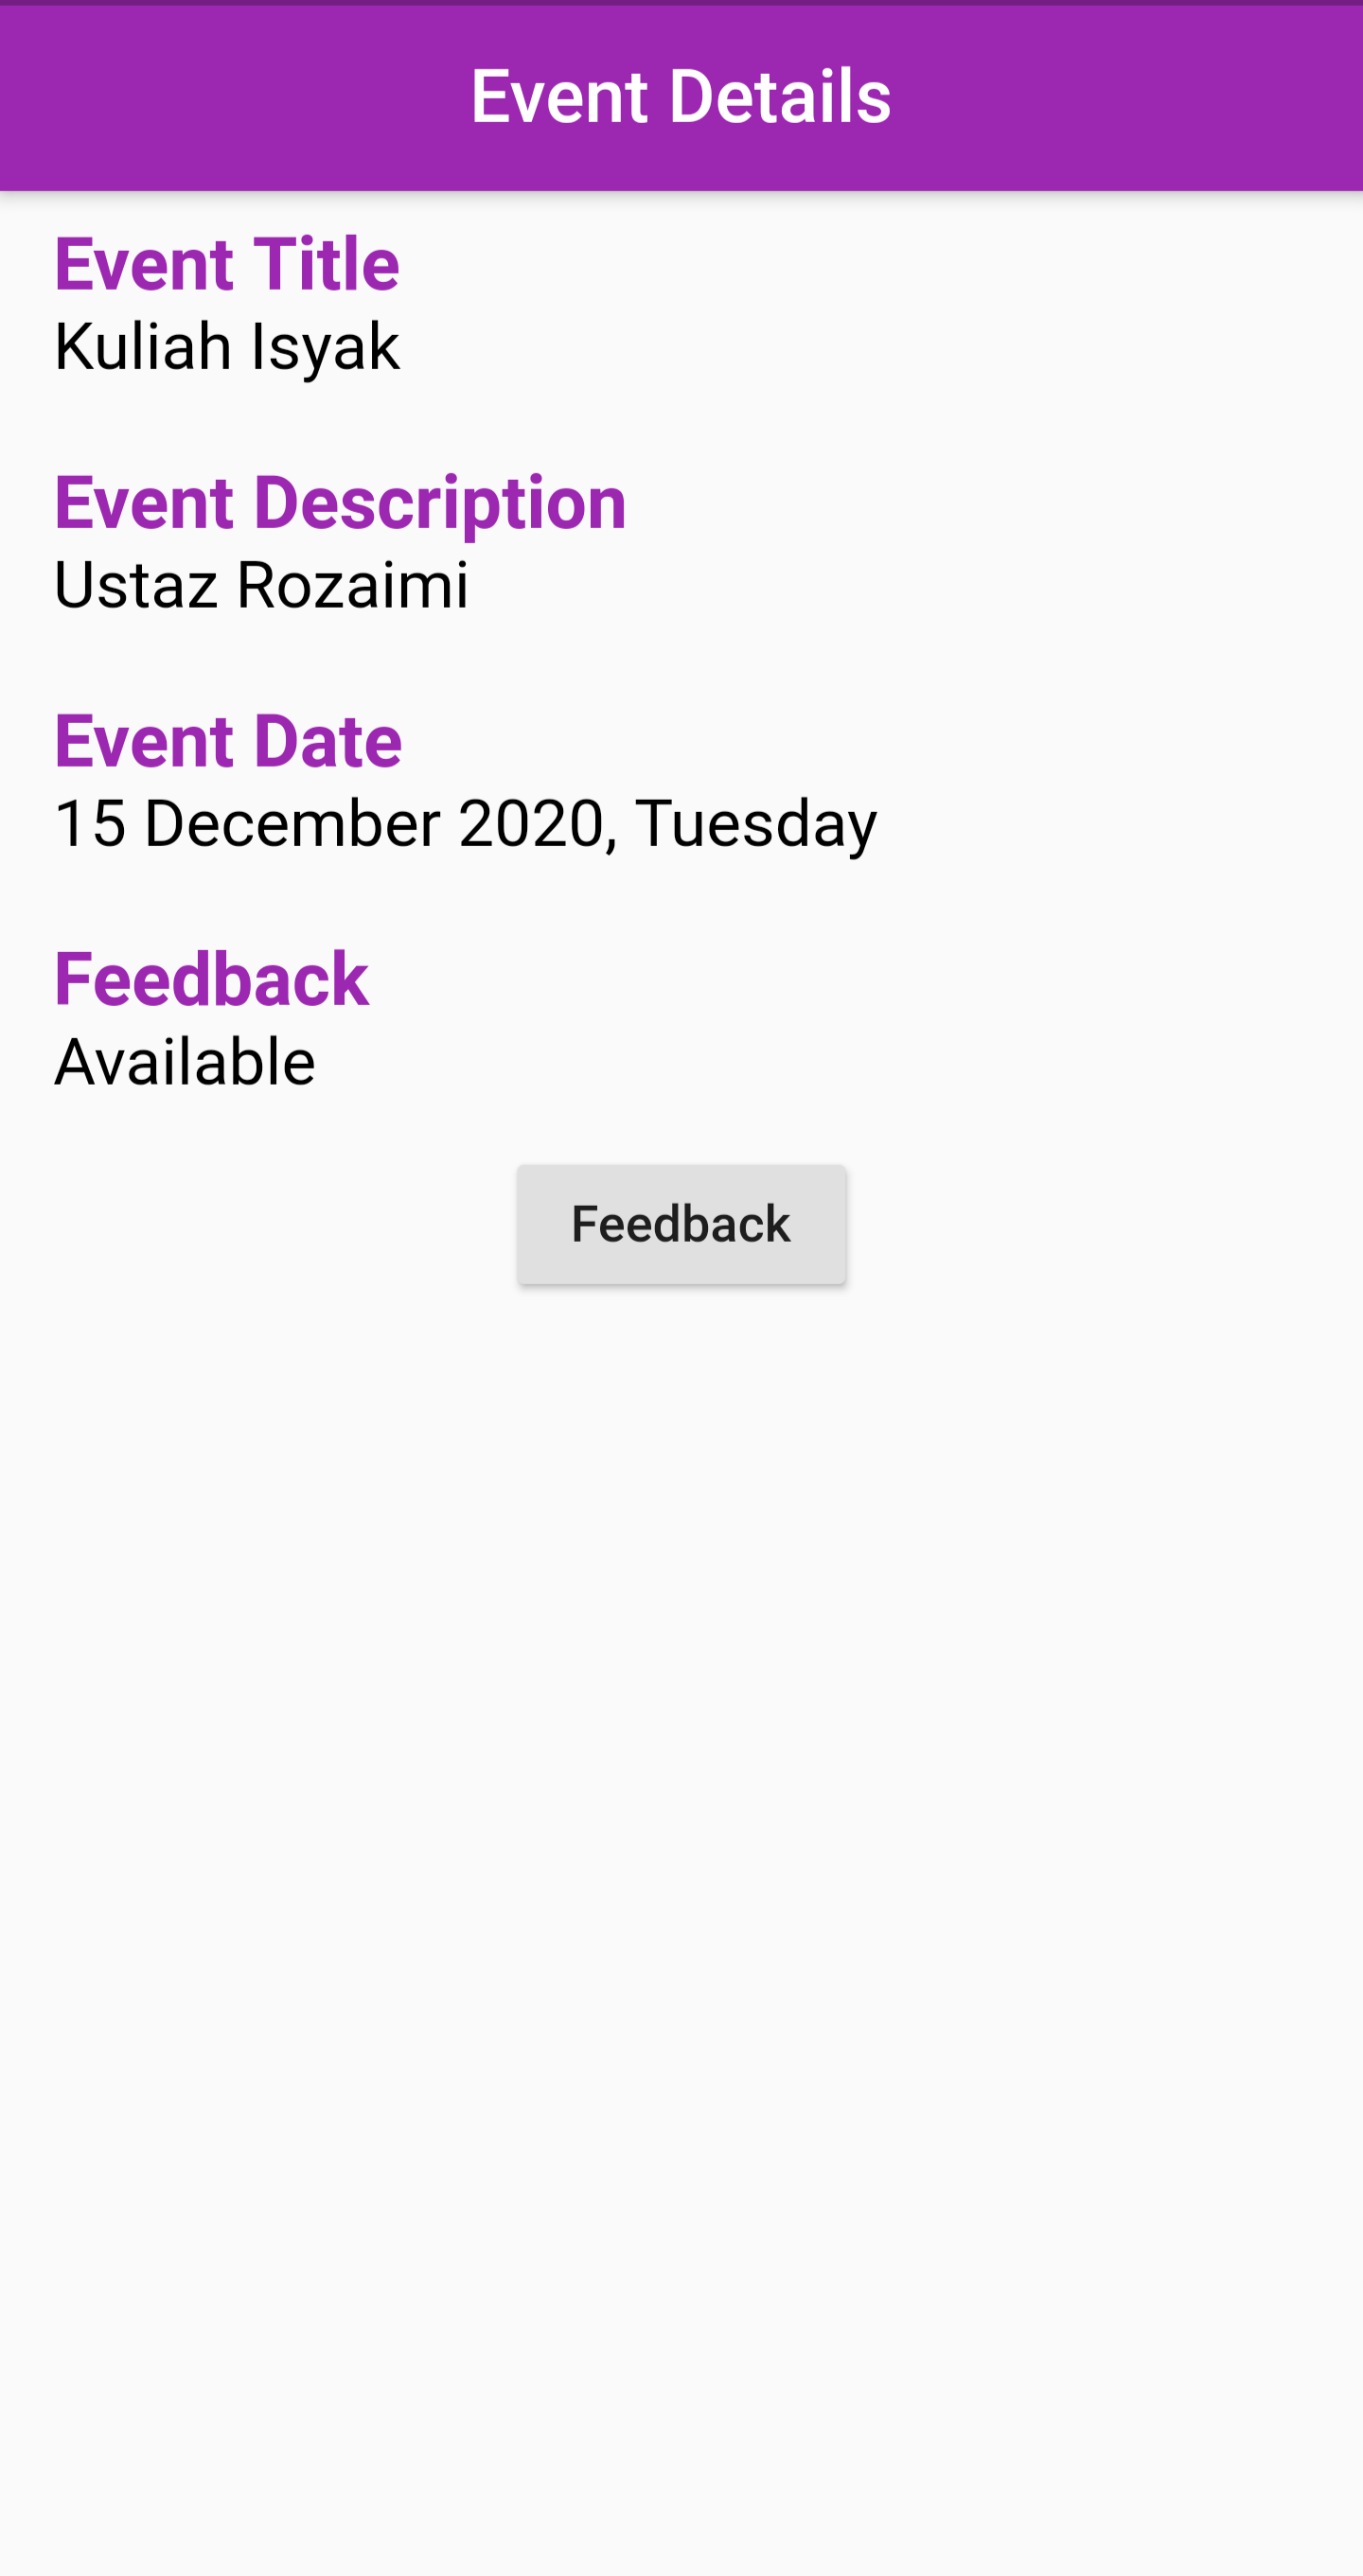 Event Details
Event Title
Kuliah Isyak
Event Description
Ustaz Rozaimi
Event Date
15 December 2020, Tuesday
Feedback
Available
Feedback